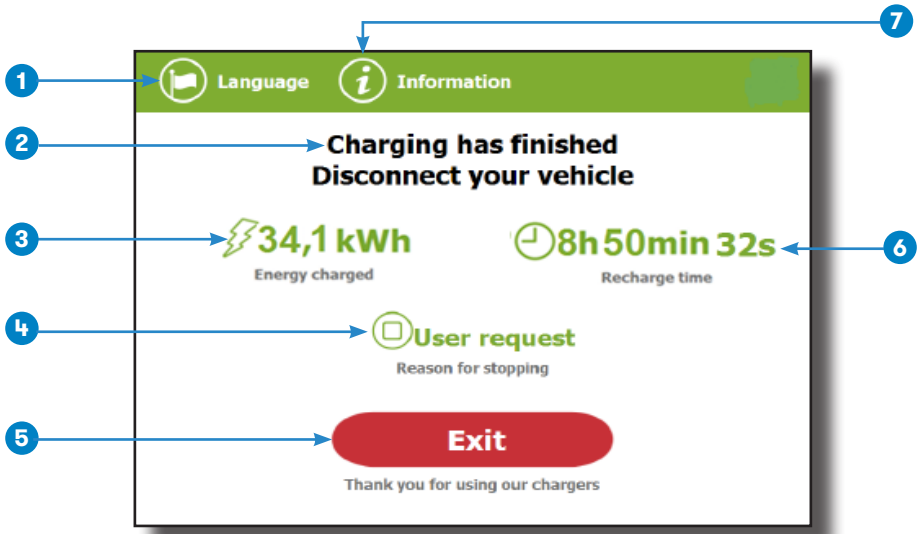 7
1 Language Information
2 Charging has finished
Disconnect your vehicle
3 34,1 kWh 8h 50min 32s 6
Energy charged Recharge time
4 User request
Reason for stopping
5 Exit
Thank you for using our chargers